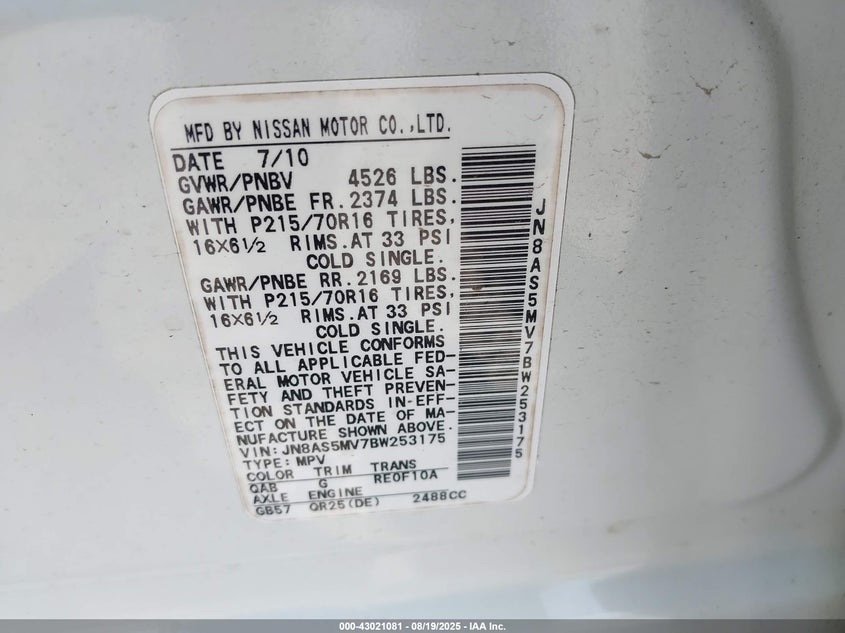 MFD BY NISSAN MOTOR CO.,LTD.
DATE 7/10
GVWR/PNBV 4526 LBS.
GAWR/PNBE FR.2374 LBS.
WITH P215/70R16 TIRES,
16X6½ RIMS.AT 33 PSI
COLD SINGLE.
GAWR/PNBE RR.2169 LBS.
WITH P215/70R16 TIRES,
16X6½ RIMS.AT 33 PSI
COLD SINGLE.
THIS VEHICLE CONFORMS
TO ALL APPLICABLE FED-
ERAL MOTOR VEHICLE SA-
FETY AND THEFT PREVEN-
TION STANDARDS IN-EFF-
ECT ON THE DATE OF MA-
NUFACTURE SHOWN ABOVE.
VIN:JN8AS5MV7BW253175
TYPE:MPV
COLOR TRIM TRANS
QAB G RE0F10A
AXLE ENGINE
GB57 QR25(DE) 2488CC
JN8AS5MV7BW253175
000-43021081 - 08/19/2025 - IAA Inc.